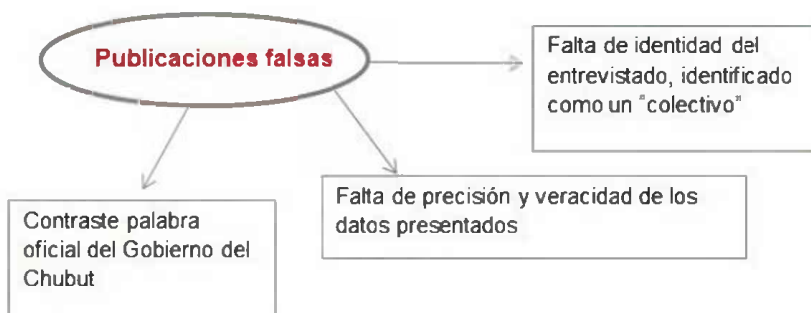 Publicaciones falsas
Falta de identidad del
entrevistado, identificado
como un "colectivo"
Falta de precisión y veracidad de los
datos presentados
Contraste palabra
oficial del Gobierno del
Chubut